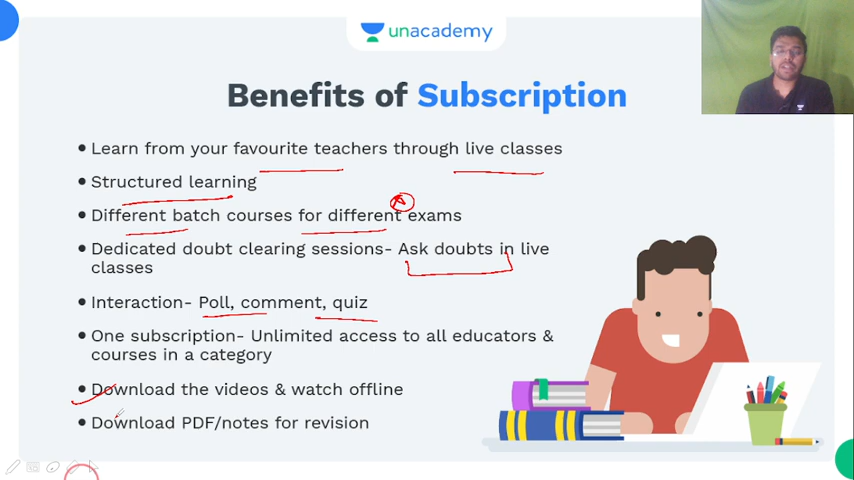 unacademy
Benefits of Subscription
• Learn from your favourite teachers through live classes
• Structured learning
• Different batch courses for different exams
• Dedicated doubt clearing sessions- Ask doubts in live
classes
• Interaction- Poll, comment, quiz
• One subscription- Unlimited access to all educators &
courses in a category
• Download the videos & watch offline
• Download PDF/notes for revision